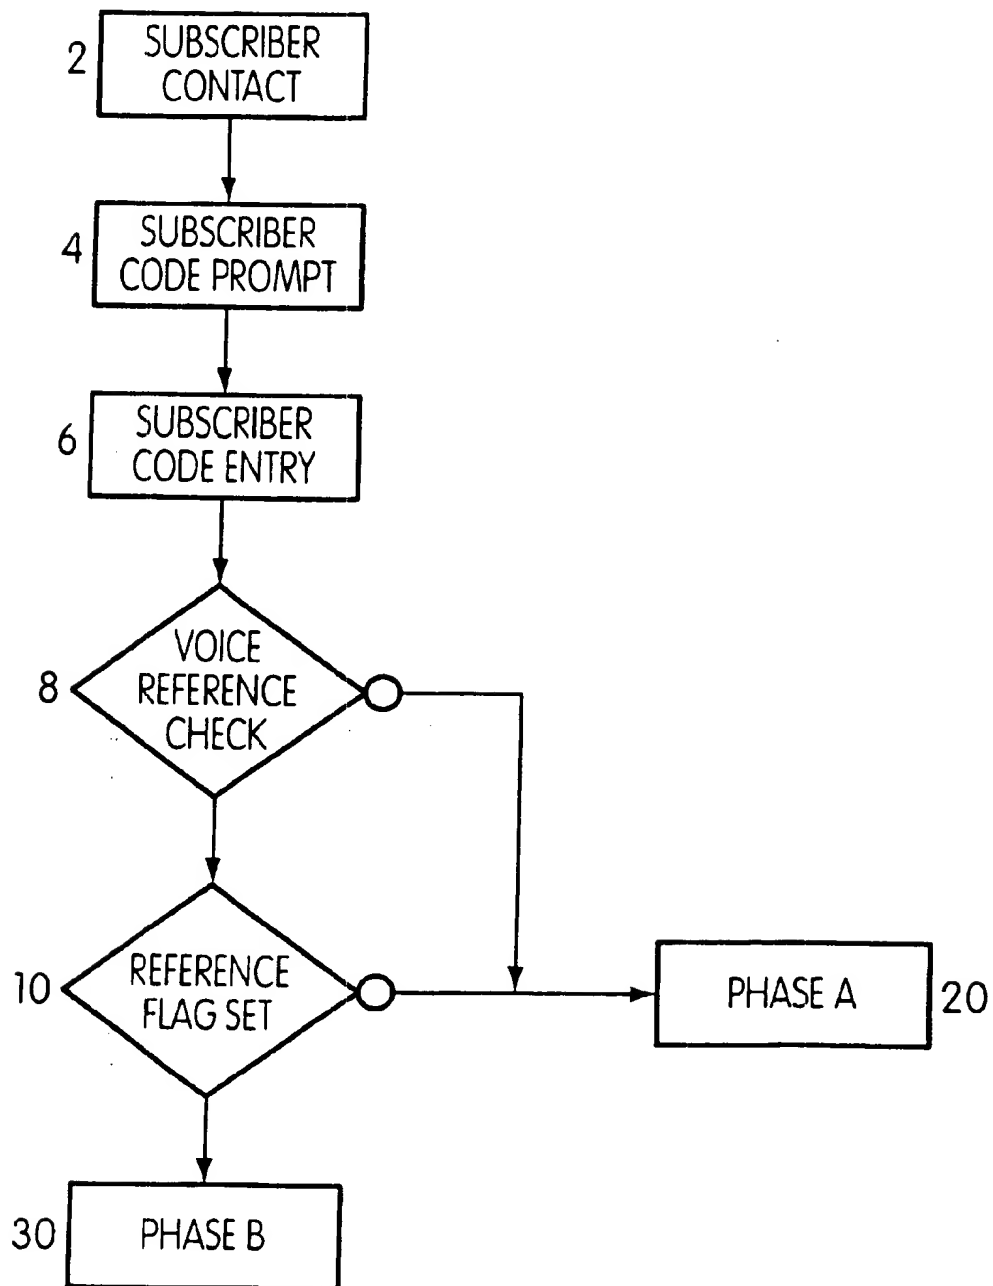 SUBSCRIBER
CONTACT
2
SUBSCRIBER
CODE PROMPT
4
SUBSCRIBER
CODE ENTRY
6
VOICE
REFERENCE
CHECK
8
REFERENCE
FLAG SET
10
PHASE A
20
PHASE B
30